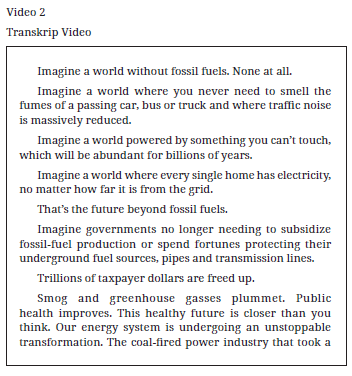 Video 2
Transkrip Video
Imagine a world without fossil fuels. None at all.
Imagine a world where you never need to smell the
fumes of a passing car, bus or truck and where traffic noise
is massively reduced.
Imagine a world powered by something you can't touch,
which will be abundant for billions of years.
Imagine a world where every single home has electricity,
no matter how far it is from the grid.
That's the future beyond fossil fuels.
Imagine governments no longer needing to subsidize
fossil-fuel production or spend fortunes protecting their
underground fuel sources, pipes and transmission lines.
Trillions of taxpayer dollars are freed up.
Smog and greenhouse gasses plummet. Public
health improves. This healthy future is closer than you
think. Our energy system is undergoing an unstoppable
transformation. The coal-fired power industry that took a